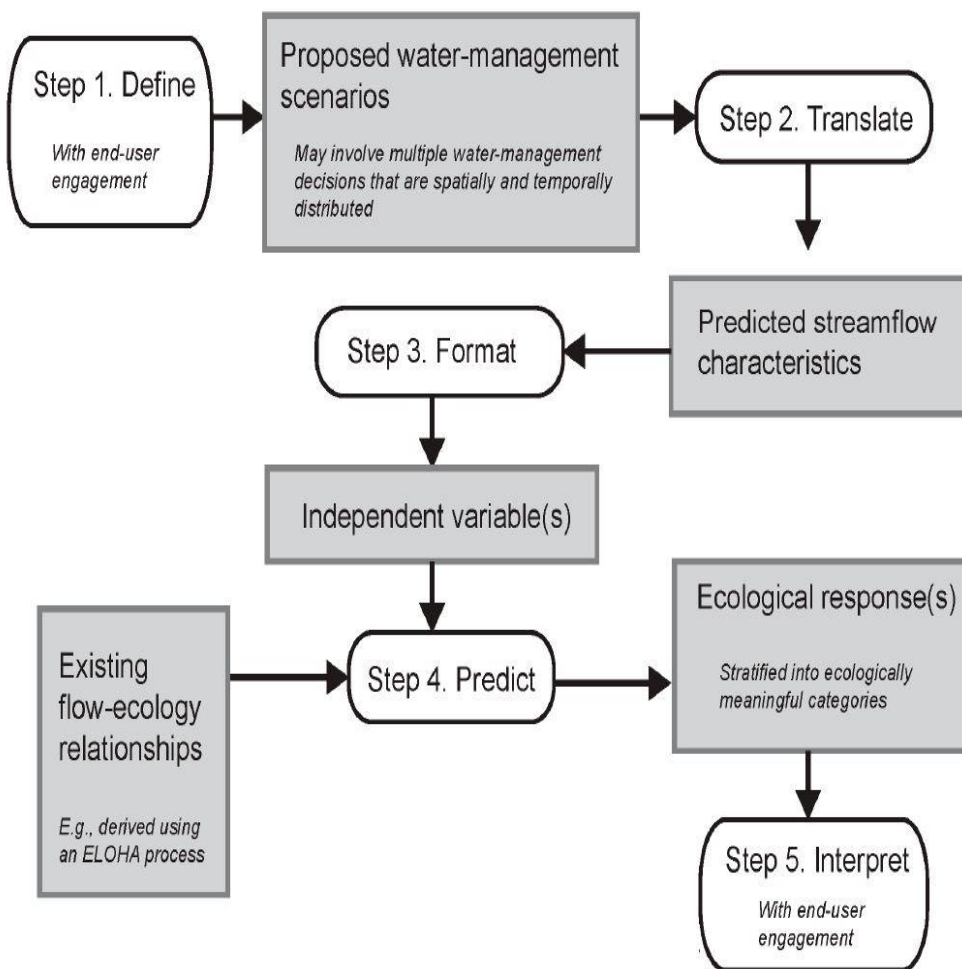 Step 1. Define
With end-user
engagement
Proposed water-management
scenarios
May involve multiple water-management
decisions that are spatially and temporally
distributed
Step 2. Translate
Predicted streamflow
characteristics
Step 3. Format
Independent variable(s)
Existing
flow-ecology
relationships
E.g., derived using
an ELOHA process
Step 4. Predict
Ecological response(s)
Stratified into ecologically
meaningful categories
Step 5. Interpret
With end-user
engagement